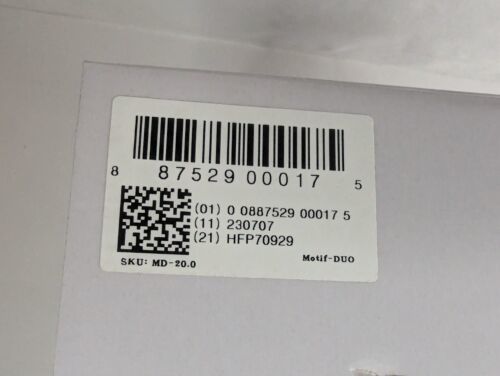 8 87529 00017 5
(01) 0 0887529 00017 5
(11) 230707
(21) HFP70929
SKU: MD-20.0
Motif-DUO